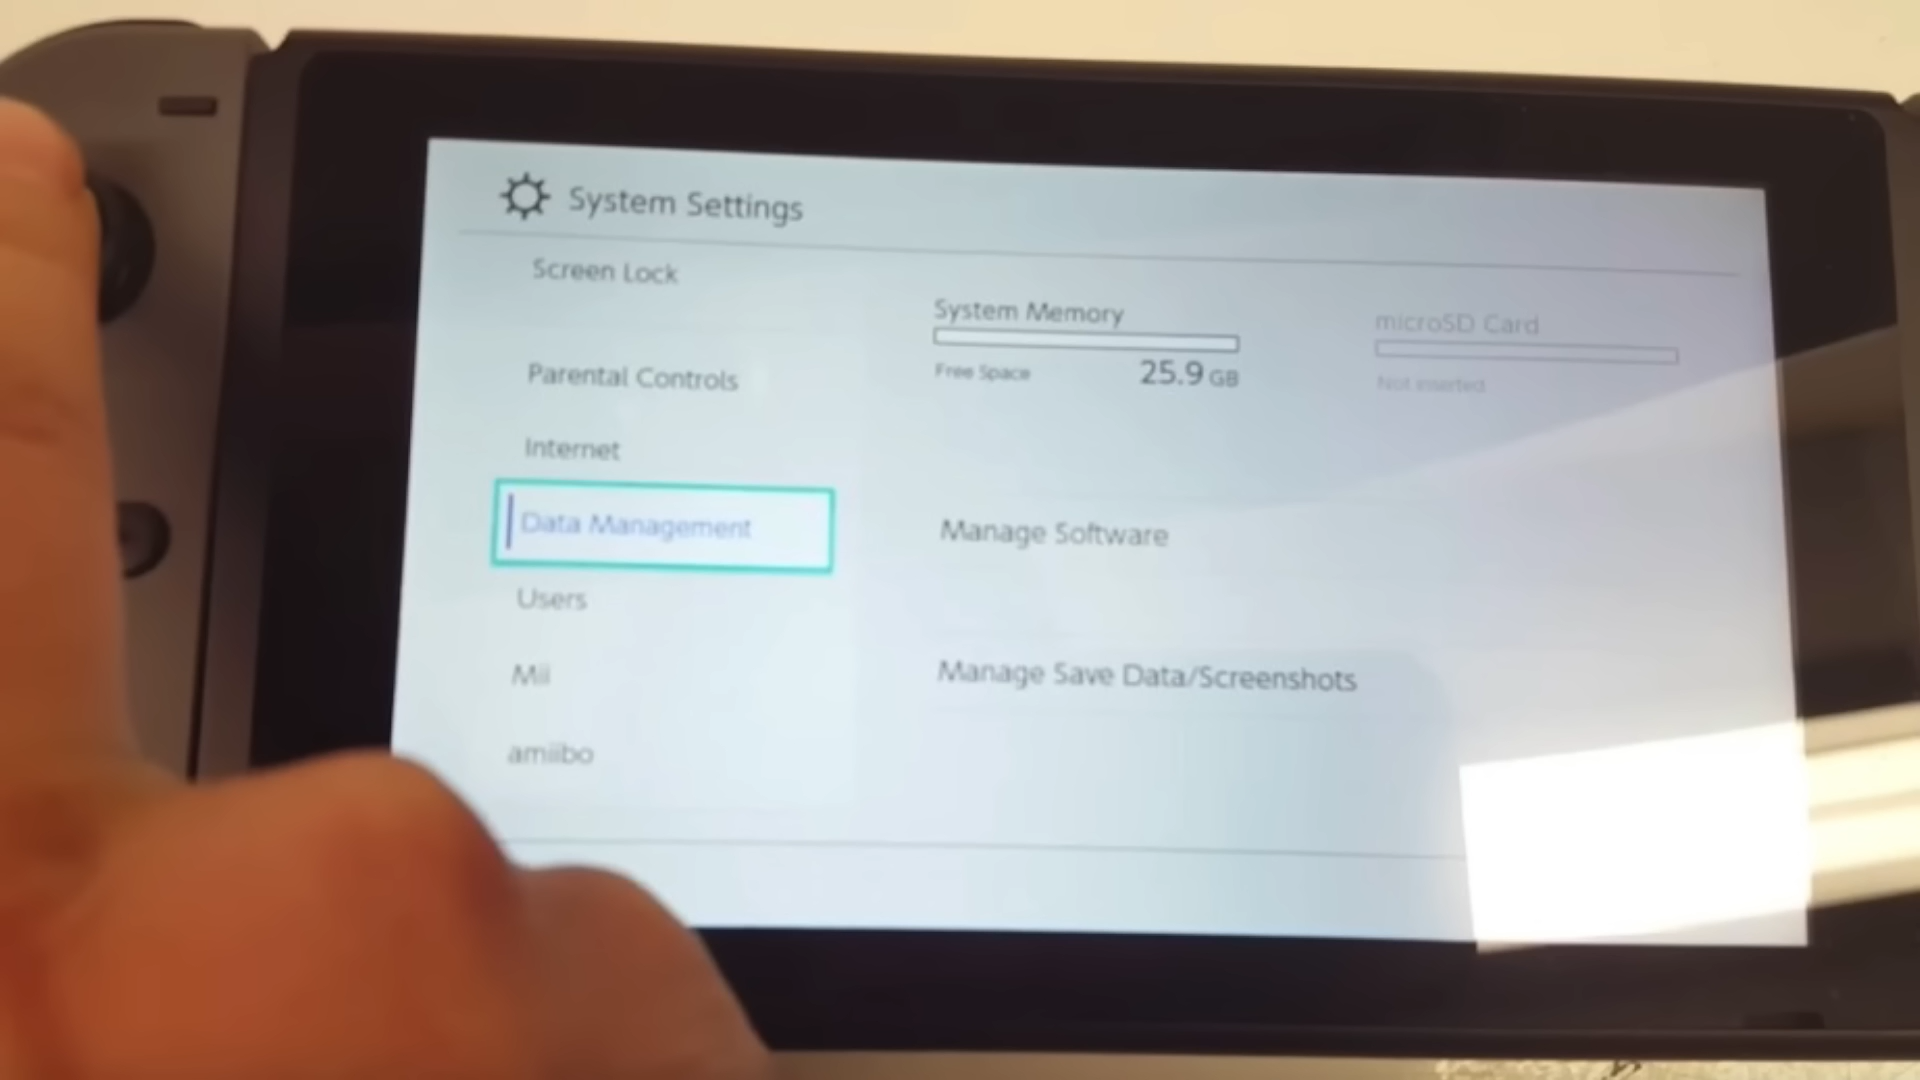 System Settings
Screen Lock
Parental Controls
Internet
Data Management
Users
Mii
amiibo
System Memory
Free Space 25.9 GB
microSD Card
Not inserted
Manage Software
Manage Save Data/Screenshots